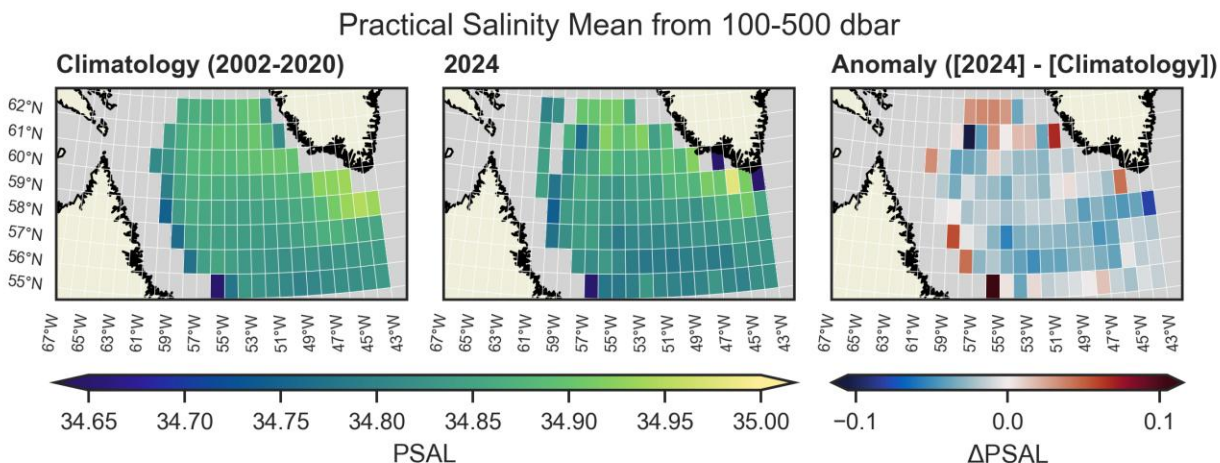 Practical Salinity Mean from 100-500 dbar
Climatology (2002-2020)
2024
Anomaly ([2024] - [Climatology])
62°N
61°N
60°N
59°N
58°N
57°N
56°N
55°N
67°W 65°W 63°W 61°W 59°W 57°W 55°W 53°W 51°W 49°W 47°W 45°W 43°W
67°W 65°W 63°W 61°W 59°W 57°W 55°W 53°W 51°W 49°W 47°W 45°W 43°W
67°W 65°W 63°W 61°W 59°W 57°W 55°W 53°W 51°W 49°W 47°W 45°W 43°W
34.65 34.70 34.75 34.80 34.85 34.90 34.95 35.00
PSAL
−0.1 0.0 0.1
ΔPSAL